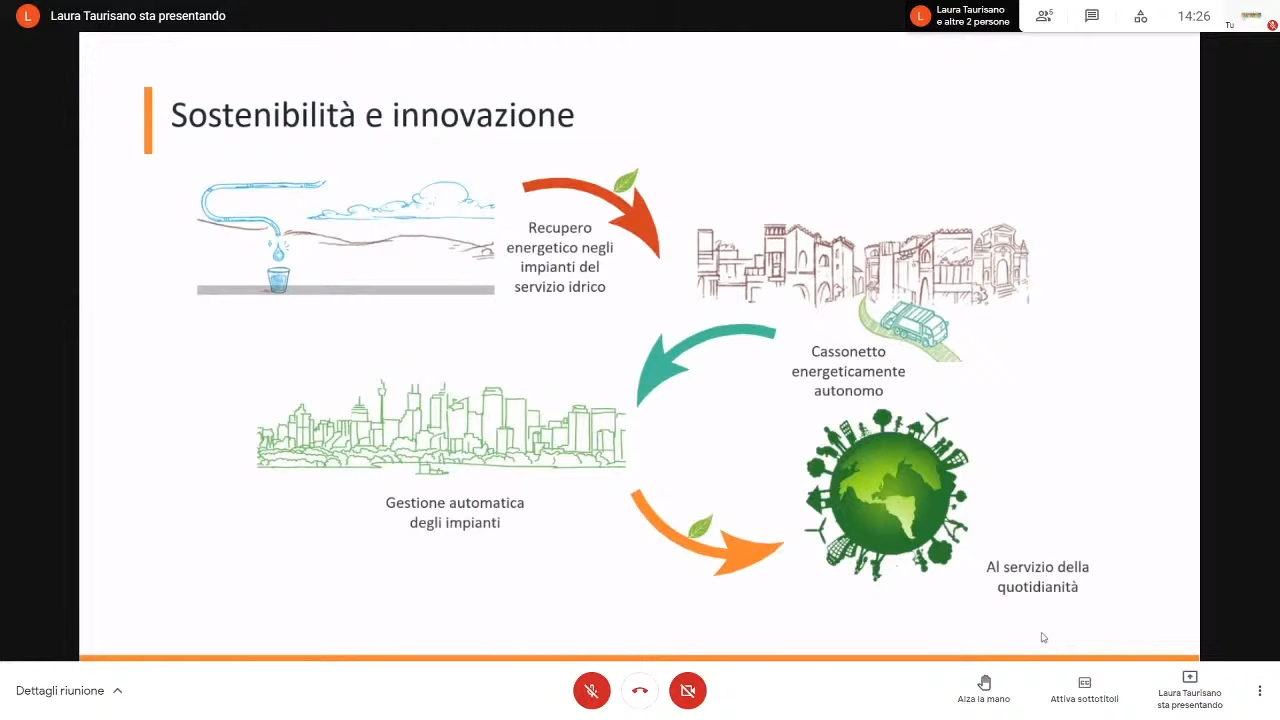 L
Laura Taurisano sta presentando
L
Laura Taurisano
e altre 2 persone
5
14:26
Tu
Sostenibilità e innovazione
Recupero
energetico negli
impianti del
servizio idrico
Cassonetto
energeticamente
autonomo
Gestione automatica
degli impianti
Al servizio della
quotidianità
Dettagli riunione
Alza la mano
Attiva sottotitoli
Laura Taurisano
sta presentando